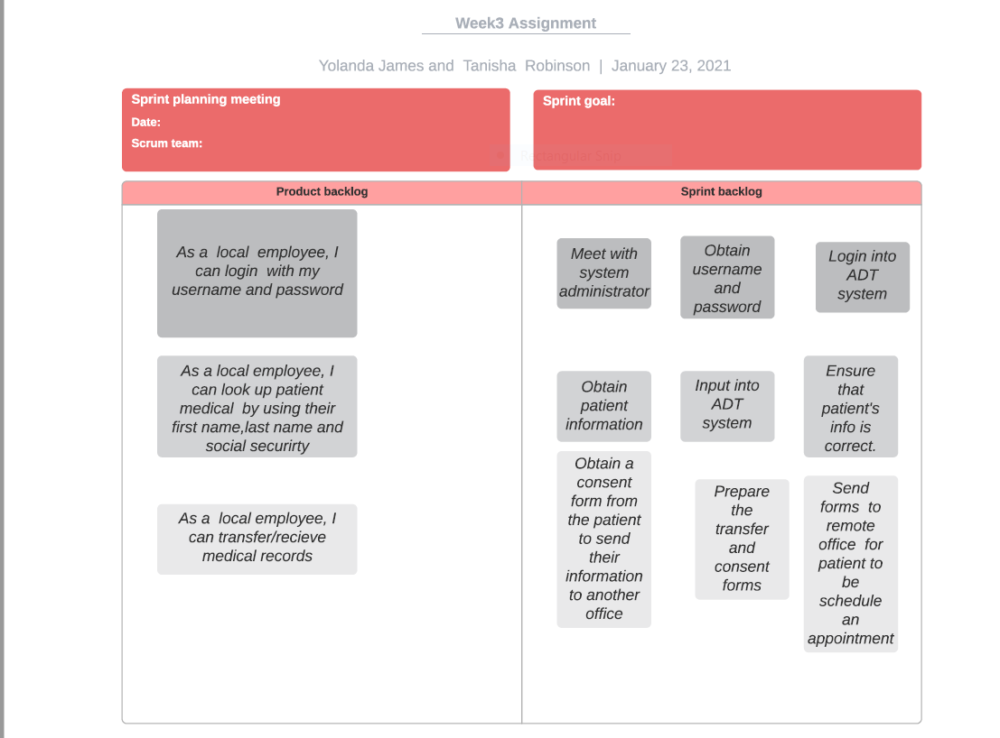 Week3 Assignment
Yolanda James and Tanisha Robinson | January 23, 2021
Sprint planning meeting
Date:
Scrum team:
Sprint goal:
Rectangular Snip
Product backlog
Sprint backlog
As a local employee, I
can login with my
username and password
Meet with
system
administrator
Obtain
username
and
password
Login into
ADT
system
As a local employee, I
can look up patient
medical by using their
first name,last name and
social securirty
Obtain
patient
information
Input into
ADT
system
Ensure
that
patient's
info is
correct.
As a local employee, I
can transfer/recieve
medical records
Obtain a
consent
form from
the patient
to send
their
information
to another
office
Prepare
the
transfer
and
consent
forms
Send
forms to
remote
office for
patient to
be
schedule
an
appointment